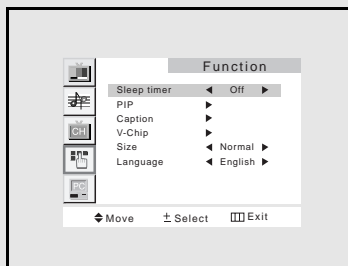 Function
Sleep timer ◀ Off ▶
PIP ▶
Caption ▶
V-Chip ▶
Size ◀ Normal ▶
Language ◀ English ▶
CH
PC
Move ± Select Exit